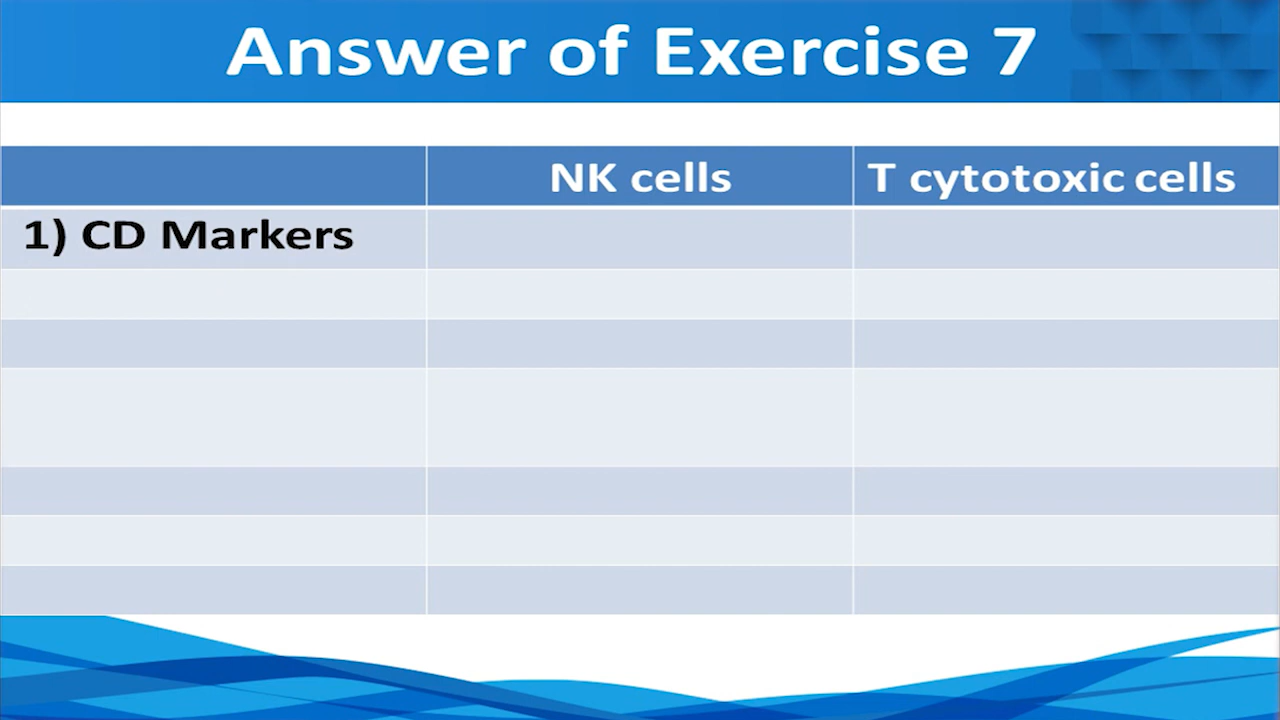 Answer of Exercise 7
NK cells
T cytotoxic cells
1) CD Markers